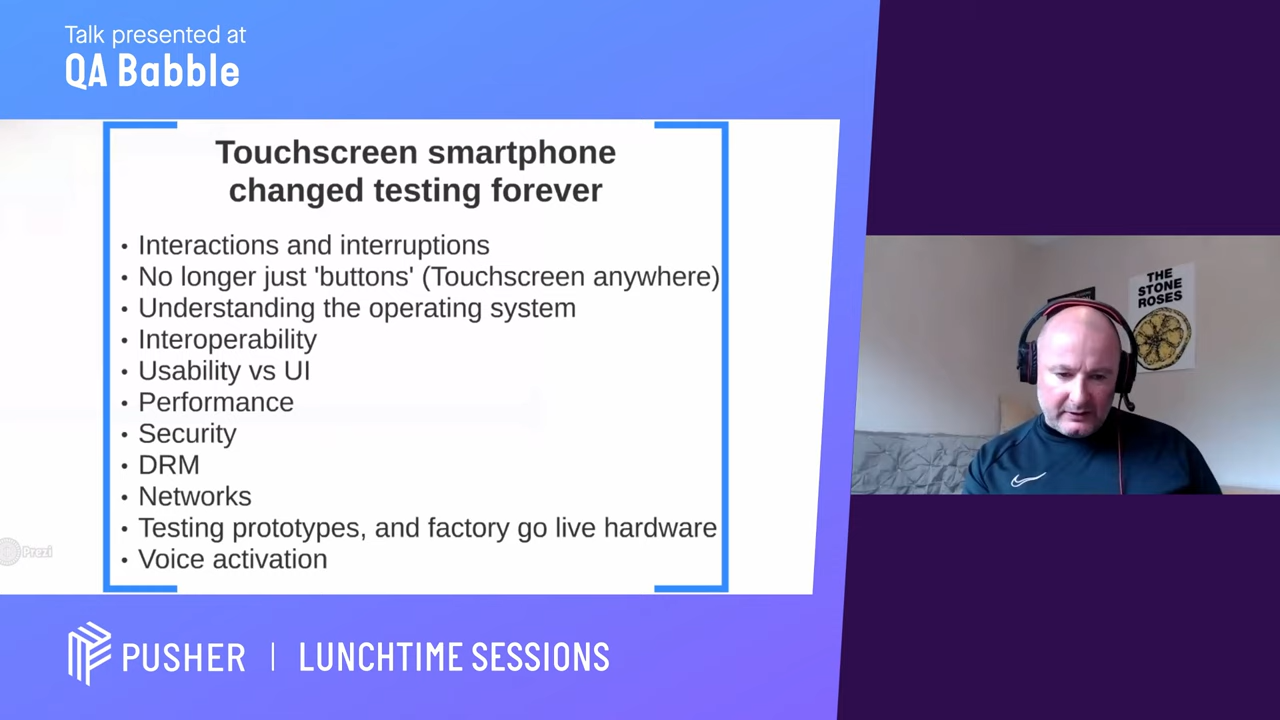 Talk presented at
QA Babble
Touchscreen smartphone
changed testing forever
• Interactions and interruptions
• No longer just 'buttons' (Touchscreen anywhere)
• Understanding the operating system
• Interoperability
• Usability vs UI
• Performance
• Security
• DRM
• Networks
• Testing prototypes, and factory go live hardware
• Voice activation
Prezi
THE
STONE
ROSES
PUSHER | LUNCHTIME SESSIONS